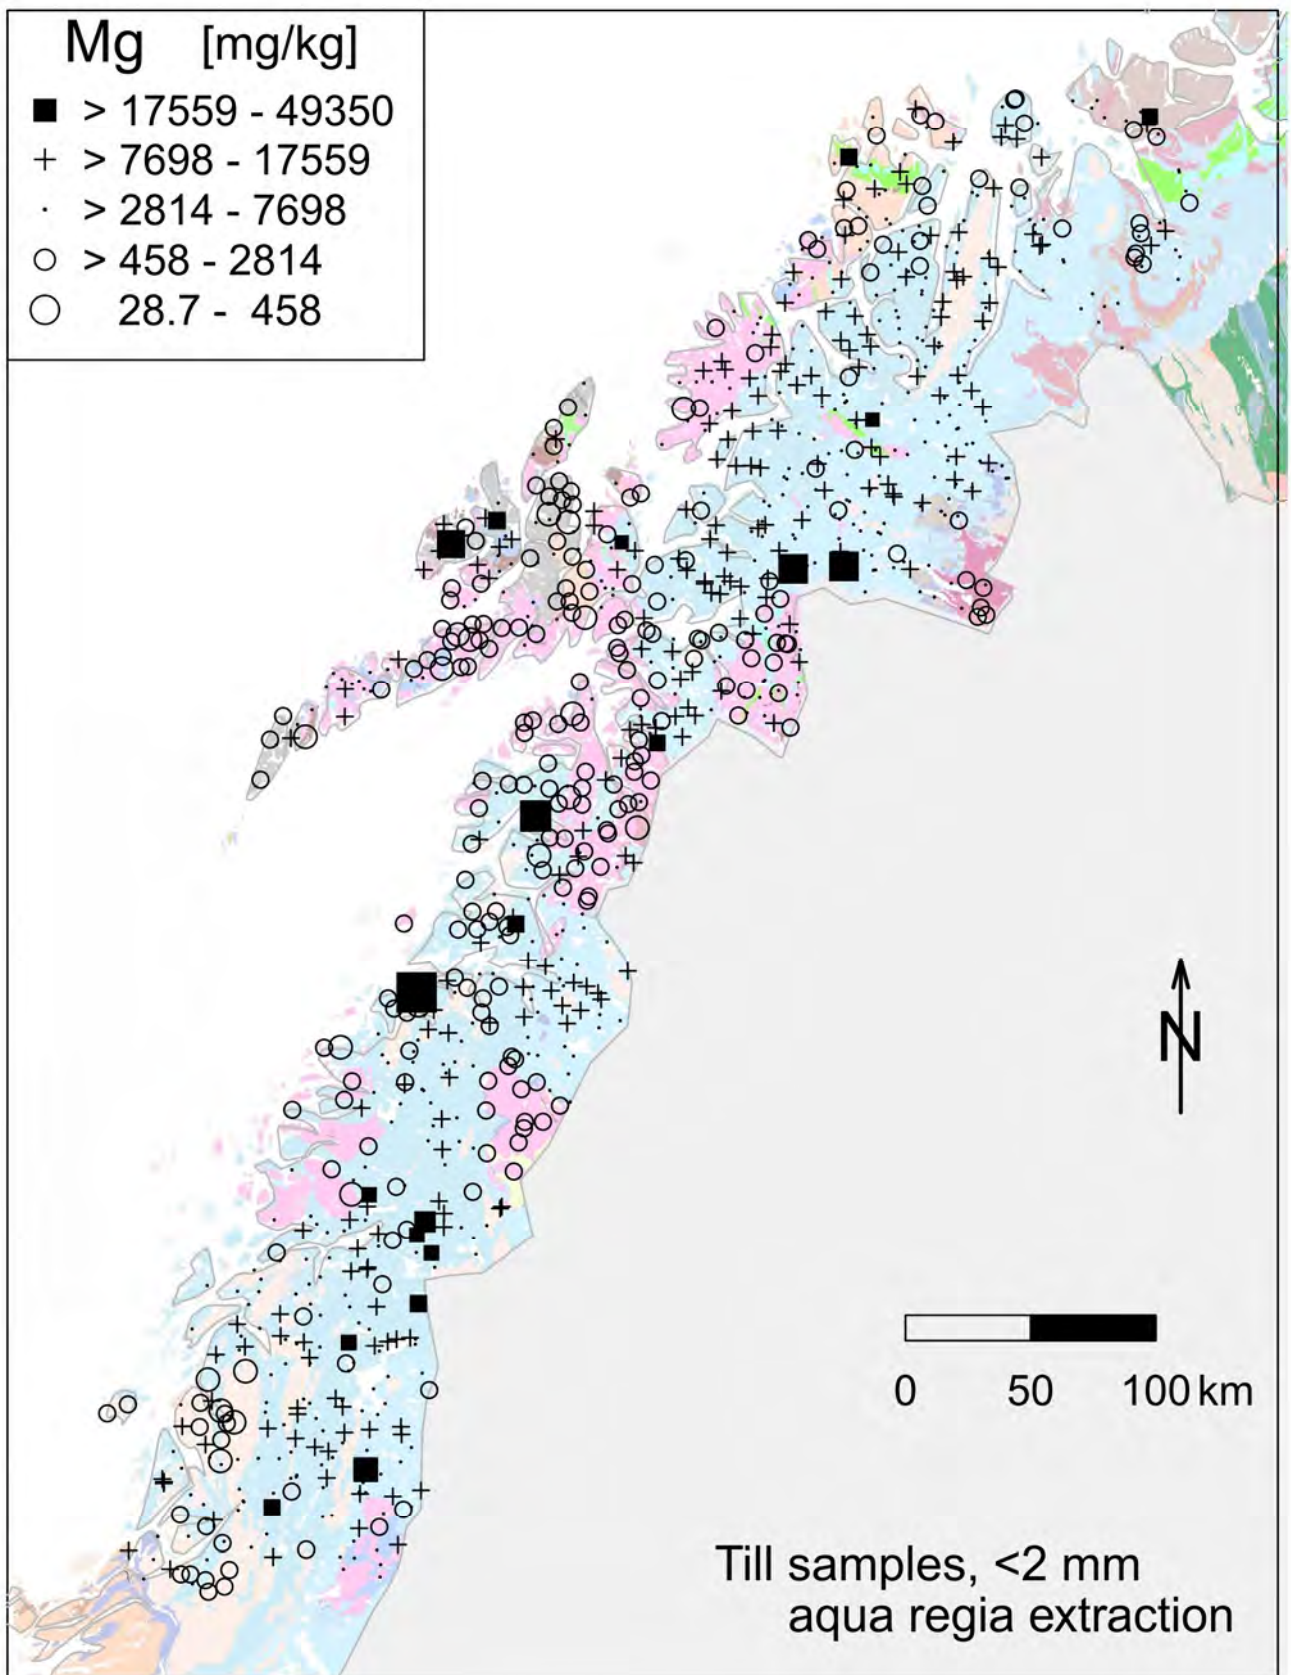 Mg [mg/kg]
> 17559 - 49350
> 7698 - 17559
> 2814 - 7698
> 458 - 2814
28.7 - 458
N
0 50 100 km
Till samples, <2 mm
aqua regia extraction